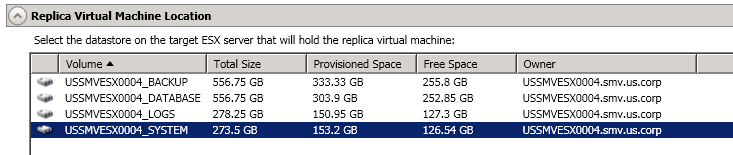 Replica Virtual Machine Location
Select the datastore on the target ESX server that will hold the replica virtual machine:
Volume Total Size Provisioned Space Free Space Owner
USSMVESX0004_BACKUP 556.75 GB 333.33 GB 255.8 GB USSMVESX0004.smv.us.corp
USSMVESX0004_DATABASE 556.75 GB 303.9 GB 252.85 GB USSMVESX0004.smv.us.corp
USSMVESX0004_LOGS 278.25 GB 150.95 GB 127.3 GB USSMVESX0004.smv.us.corp
USSMVESX0004_SYSTEM 273.5 GB 153.2 GB 126.54 GB USSMVESX0004.smv.us.corp